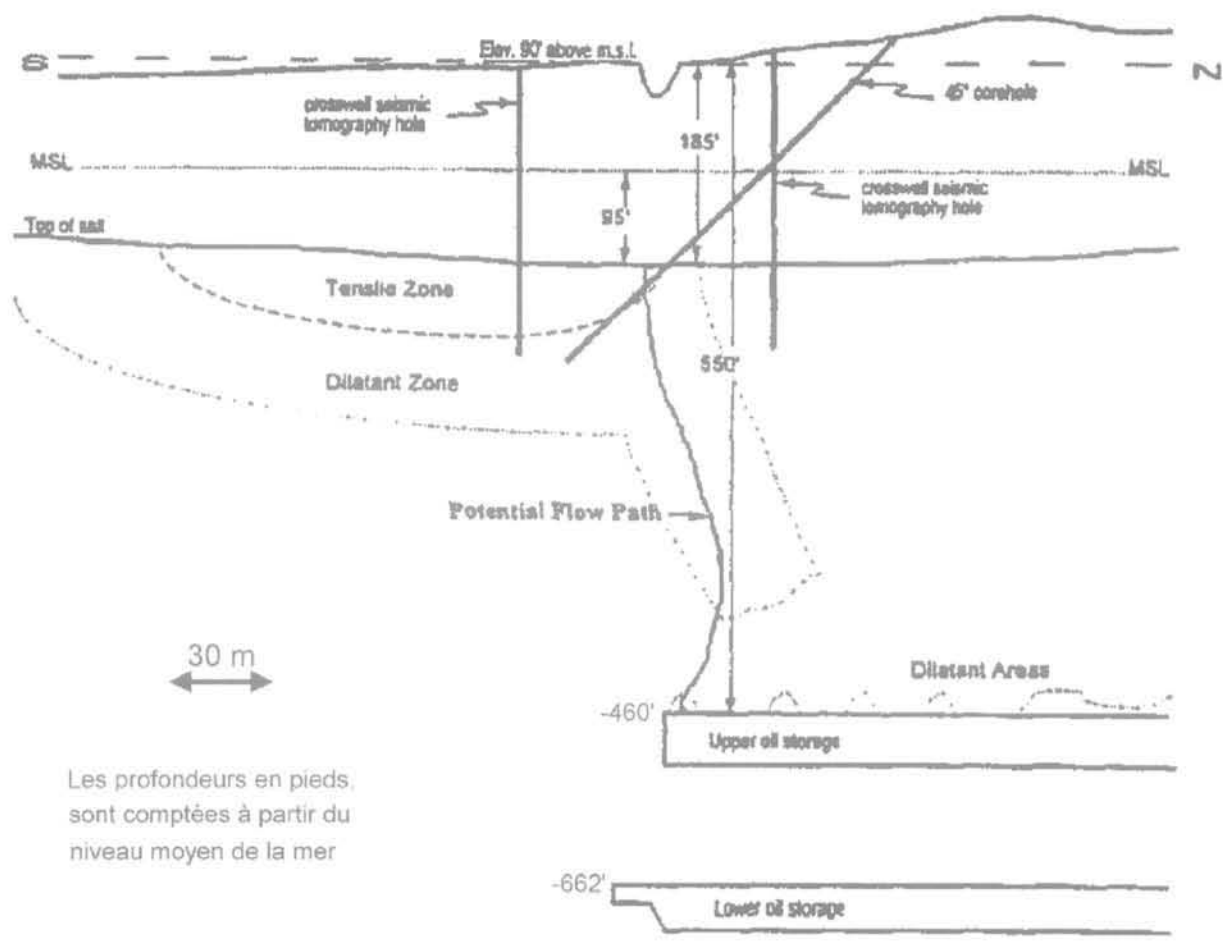 S
Elev. 90' above m.s.l.
N
crosswell seismic
tomography hole
45° corehole
185'
MSL
MSL
95'
crosswell seismic
tomography hole
Top of salt
Tensile Zone
550'
Dilatant Zone
Potential Flow Path
30 m
Dilatant Areas
-460'
Upper oil storage
Les profondeurs en pieds,
sont comptées à partir du
niveau moyen de la mer
-662'
Lower oil storage